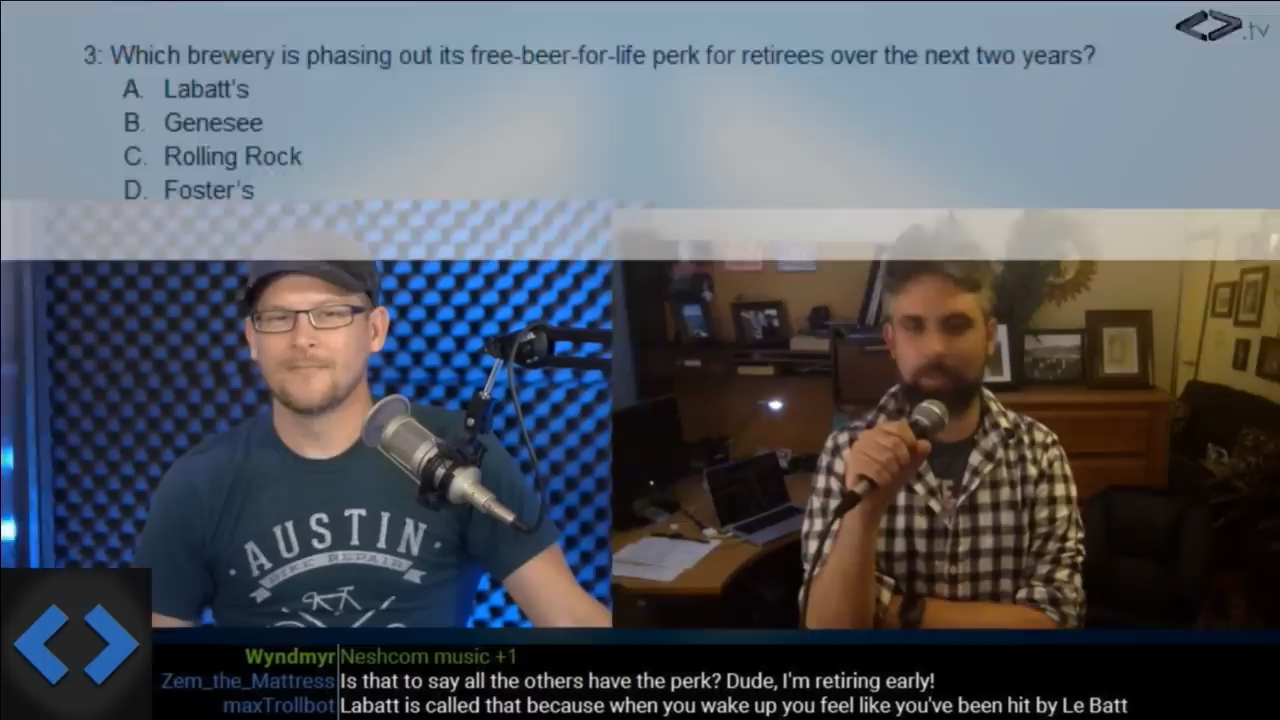 .tv
3: Which brewery is phasing out its free-beer-for-life perk for retirees over the next two years?
A. Labatt's
B. Genesee
C. Rolling Rock
D. Foster's
AUSTIN
BIKE REPAIR
Wyndmyr Neshcom music +1
Zem_the_Mattress Is that to say all the others have the perk? Dude, I'm retiring early!
maxTrollbot Labatt is called that because when you wake up you feel like you've been hit by Le Batt